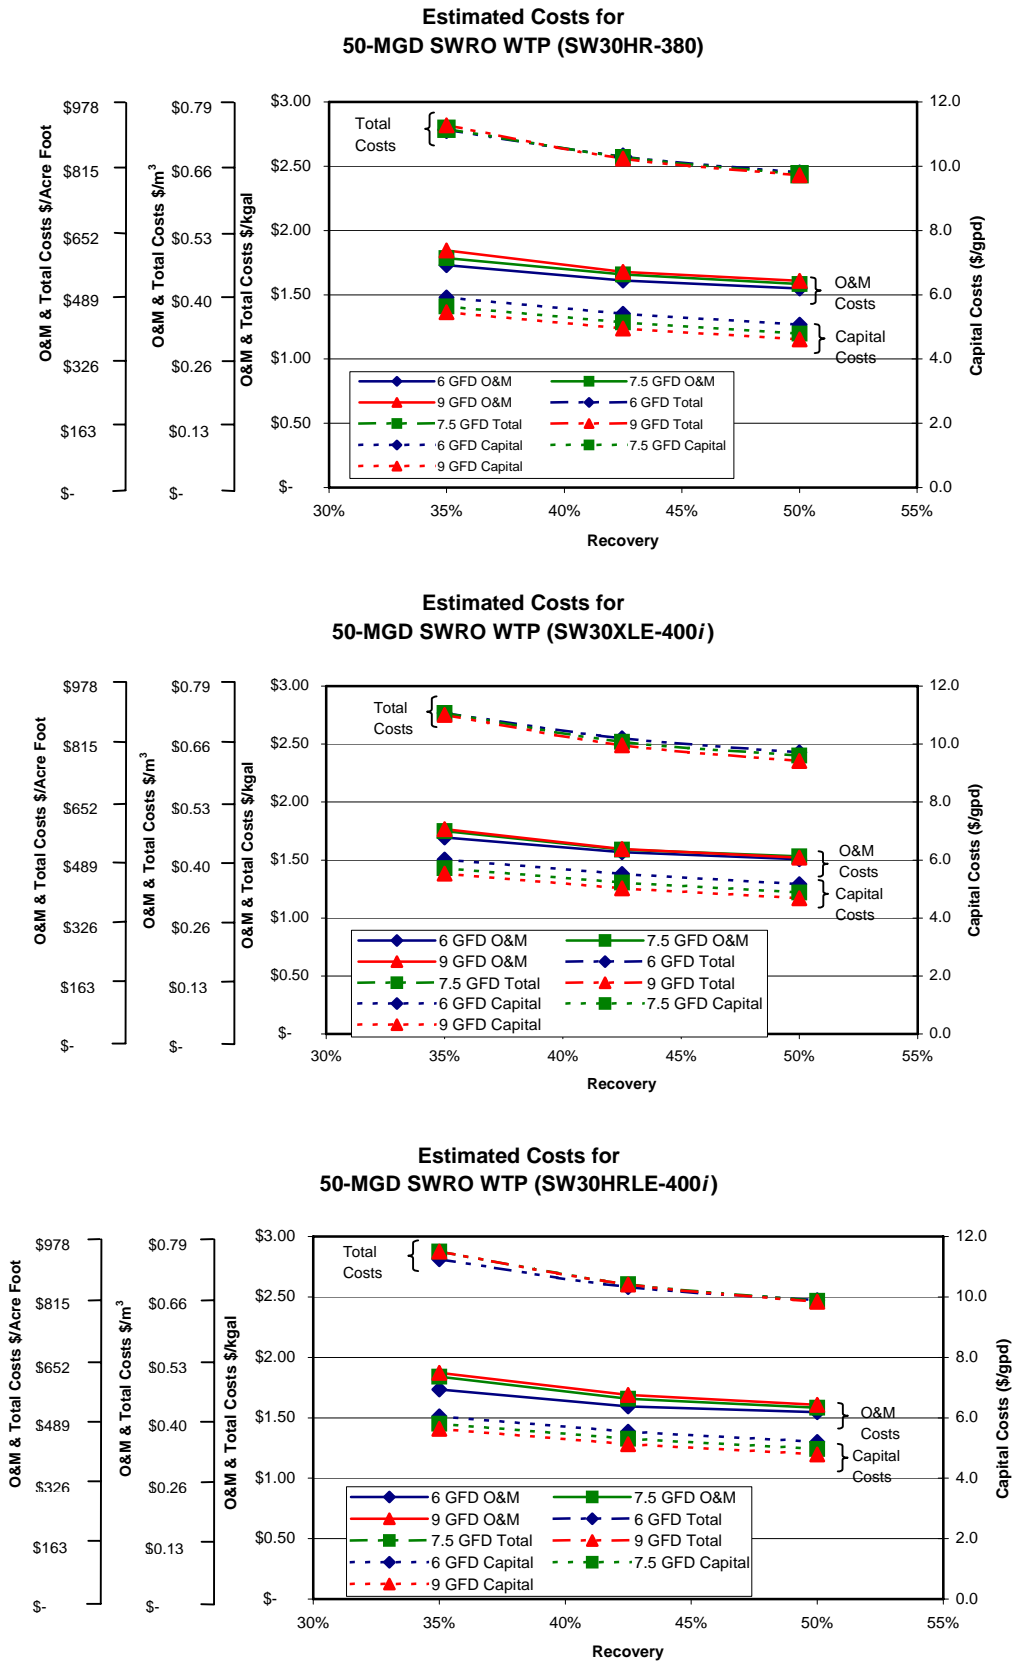 Estimated Costs for
50-MGD SWRO WTP (SW30HR-380)
O&M & Total Costs $/Acre Foot
$978
$815
$652
$489
$326
$163
$-
O&M & Total Costs $/m3
$0.79
$0.66
$0.53
$0.40
$0.26
$0.13
$-
O&M & Total Costs $/kgal
$3.00
$2.50
$2.00
$1.50
$1.00
$0.50
$-
Total
Costs
O&M
Costs
Capital
Costs
6 GFD O&M
7.5 GFD O&M
9 GFD O&M
6 GFD Total
7.5 GFD Total
9 GFD Total
6 GFD Capital
7.5 GFD Capital
9 GFD Capital
12.0
10.0
8.0
6.0
4.0
2.0
0.0
Capital Costs ($/gpd)
30% 35% 40% 45% 50% 55%
Recovery
Estimated Costs for
50-MGD SWRO WTP (SW30XLE-400i)
O&M & Total Costs $/Acre Foot
$978
$815
$652
$489
$326
$163
$-
O&M & Total Costs $/m3
$0.79
$0.66
$0.53
$0.40
$0.26
$0.13
$-
O&M & Total Costs $/kgal
$3.00
$2.50
$2.00
$1.50
$1.00
$0.50
$-
Total
Costs
O&M
Costs
Capital
Costs
6 GFD O&M
7.5 GFD O&M
9 GFD O&M
6 GFD Total
7.5 GFD Total
9 GFD Total
6 GFD Capital
7.5 GFD Capital
9 GFD Capital
12.0
10.0
8.0
6.0
4.0
2.0
0.0
Capital Costs ($/gpd)
30% 35% 40% 45% 50% 55%
Recovery
Estimated Costs for
50-MGD SWRO WTP (SW30HRLE-400i)
O&M & Total Costs $/Acre Foot
$978
$815
$652
$489
$326
$163
$-
O&M & Total Costs $/m3
$0.79
$0.66
$0.53
$0.40
$0.26
$0.13
$-
O&M & Total Costs $/kgal
$3.00
$2.50
$2.00
$1.50
$1.00
$0.50
$-
Total
Costs
O&M
Costs
Capital
Costs
6 GFD O&M
7.5 GFD O&M
9 GFD O&M
6 GFD Total
7.5 GFD Total
9 GFD Total
6 GFD Capital
7.5 GFD Capital
9 GFD Capital
12.0
10.0
8.0
6.0
4.0
2.0
0.0
Capital Costs ($/gpd)
30% 35% 40% 45% 50% 55%
Recovery